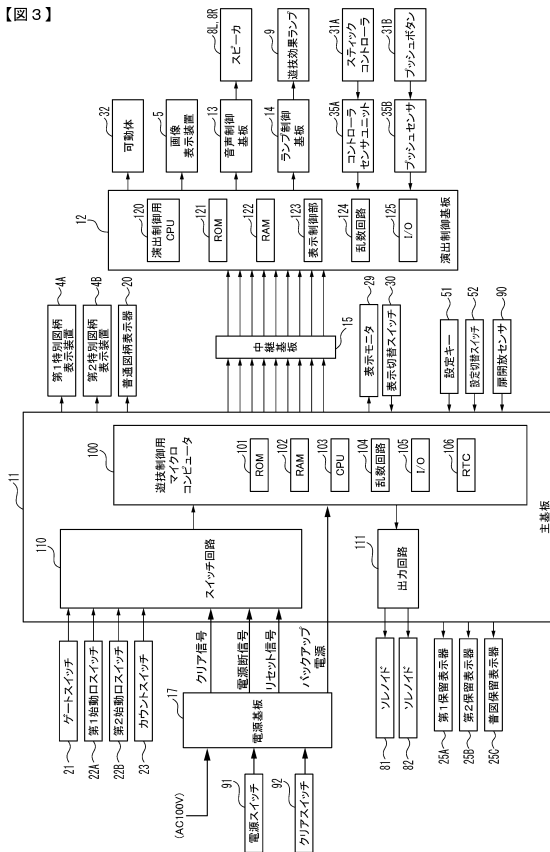 【図3】
8L, 8R
スピーカ
9
遊技効果ランプ
31A
スティック
コントローラ
31B
プッシュボタン
32
可動体
5
画像
表示装置
13
音声制御
基板
14
ランプ制御
基板
35A
コントローラ
センサユニット
35B
プッシュセンサ
12
120
演出制御用
CPU
121
ROM
122
RAM
123
表示制御部
124
乱数回路
125
I/O
演出制御基板
4A
第1特別図柄
表示装置
4B
第2特別図柄
表示装置
20
普通図柄表示器
中継基板
15
29
表示モニタ
30
表示切替スイッチ
51
設定キー
52
設定切替スイッチ
90
扉開放センサ
11
100
遊技制御用
マイクロ
コンピュータ
101
ROM
102
RAM
103
CPU
104
乱数回路
105
I/O
106
RTC
主基板
110
スイッチ回路
111
出力回路
21
ゲートスイッチ
22A
第1始動口スイッチ
22B
第2始動口スイッチ
23
カウントスイッチ
クリア信号
電源断信号
リセット信号
バックアップ
電源
17
電源基板
(AC100V)
91
電源スイッチ
92
クリアスイッチ
81
ソレノイド
82
ソレノイド
25A
第1保留表示器
25B
第2保留表示器
25C
普図保留表示器